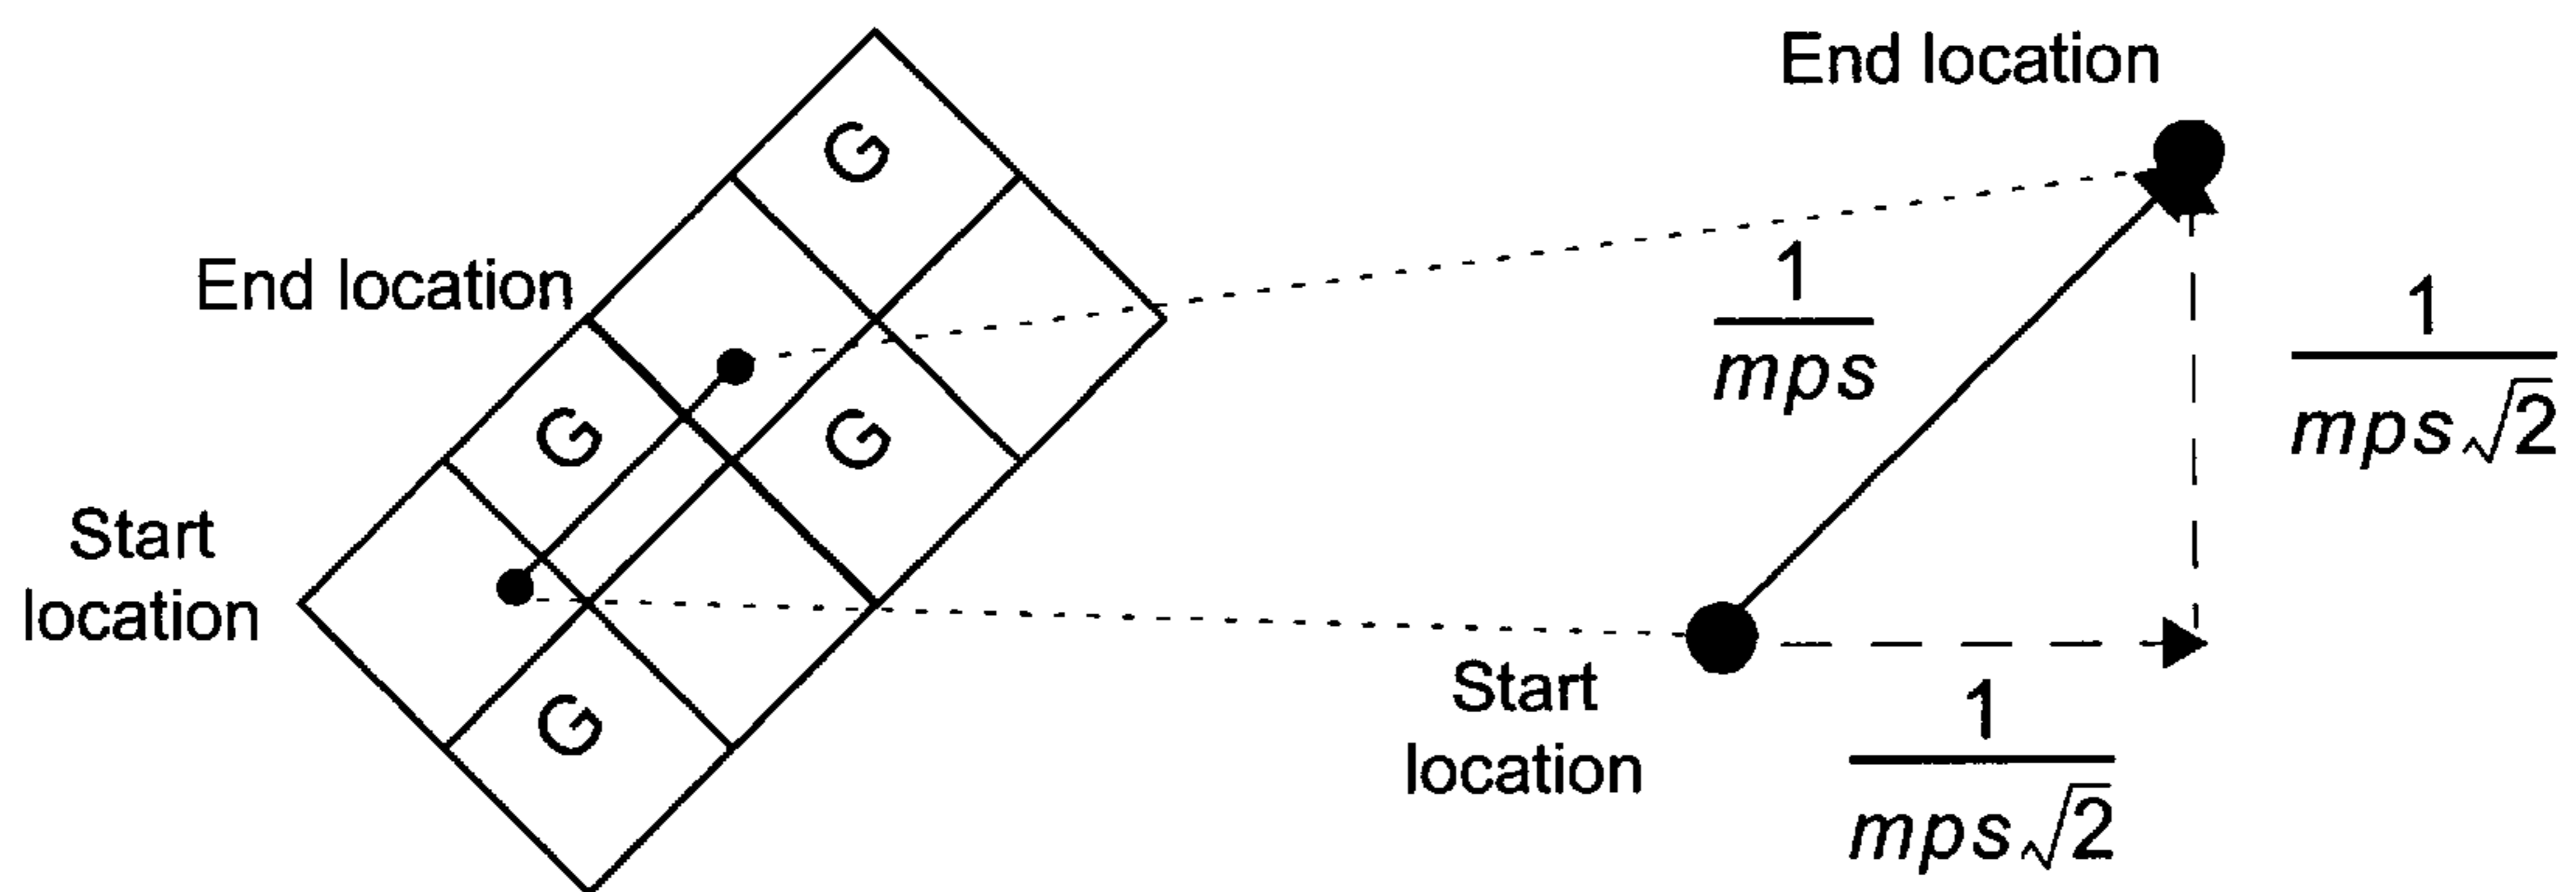 End location
G
1
mps
1
mps√2
End location
G
G
Start
location
Start
location
1
mps√2
G